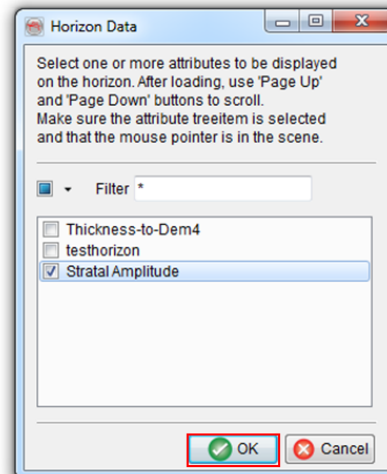 Horizon Data
Select one or more attributes to be displayed
on the horizon. After loading, use 'Page Up'
and 'Page Down' buttons to scroll.
Make sure the attribute treeitem is selected
and that the mouse pointer is in the scene.
Filter *
Thickness-to-Dem4
testhorizon
Stratal Amplitude
OK Cancel